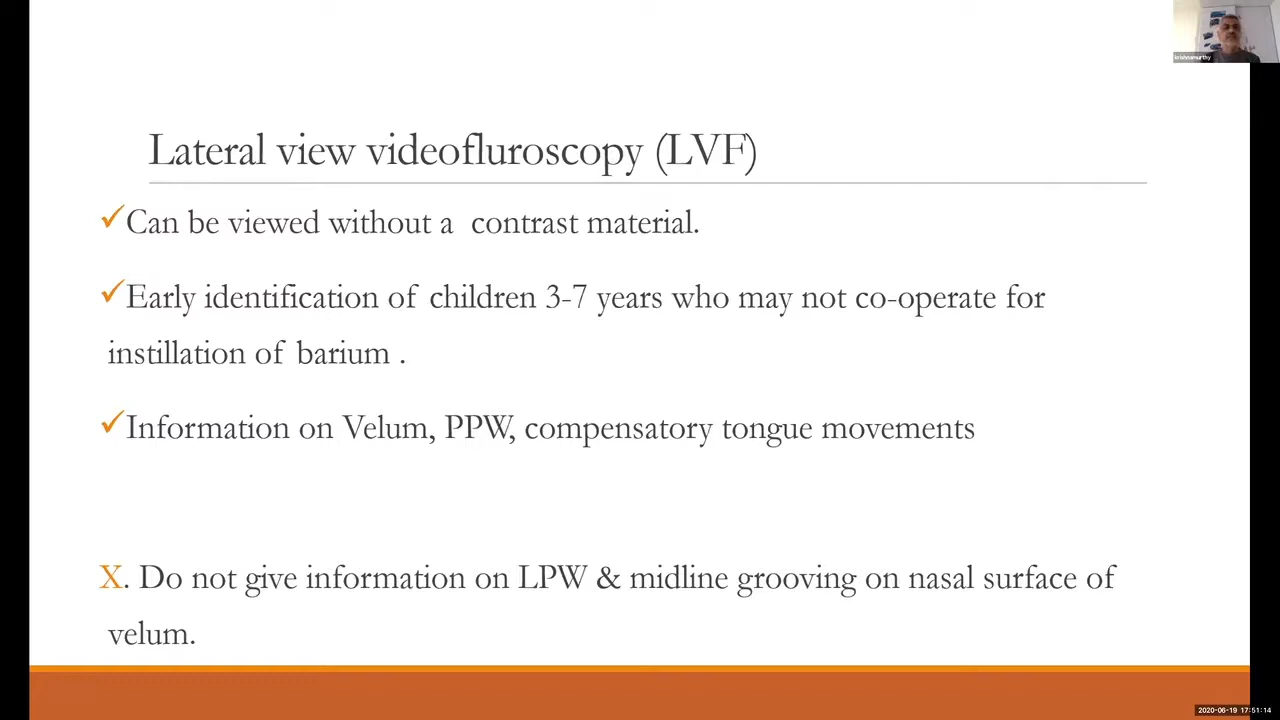 krishnamurthy
Lateral view videofluroscopy (LVF)
✓Can be viewed without a contrast material.
✓Early identification of children 3-7 years who may not co-operate for
instillation of barium .
✓Information on Velum, PPW, compensatory tongue movements
X. Do not give information on LPW & midline grooving on nasal surface of
velum.
2020-06-19 17:51:14